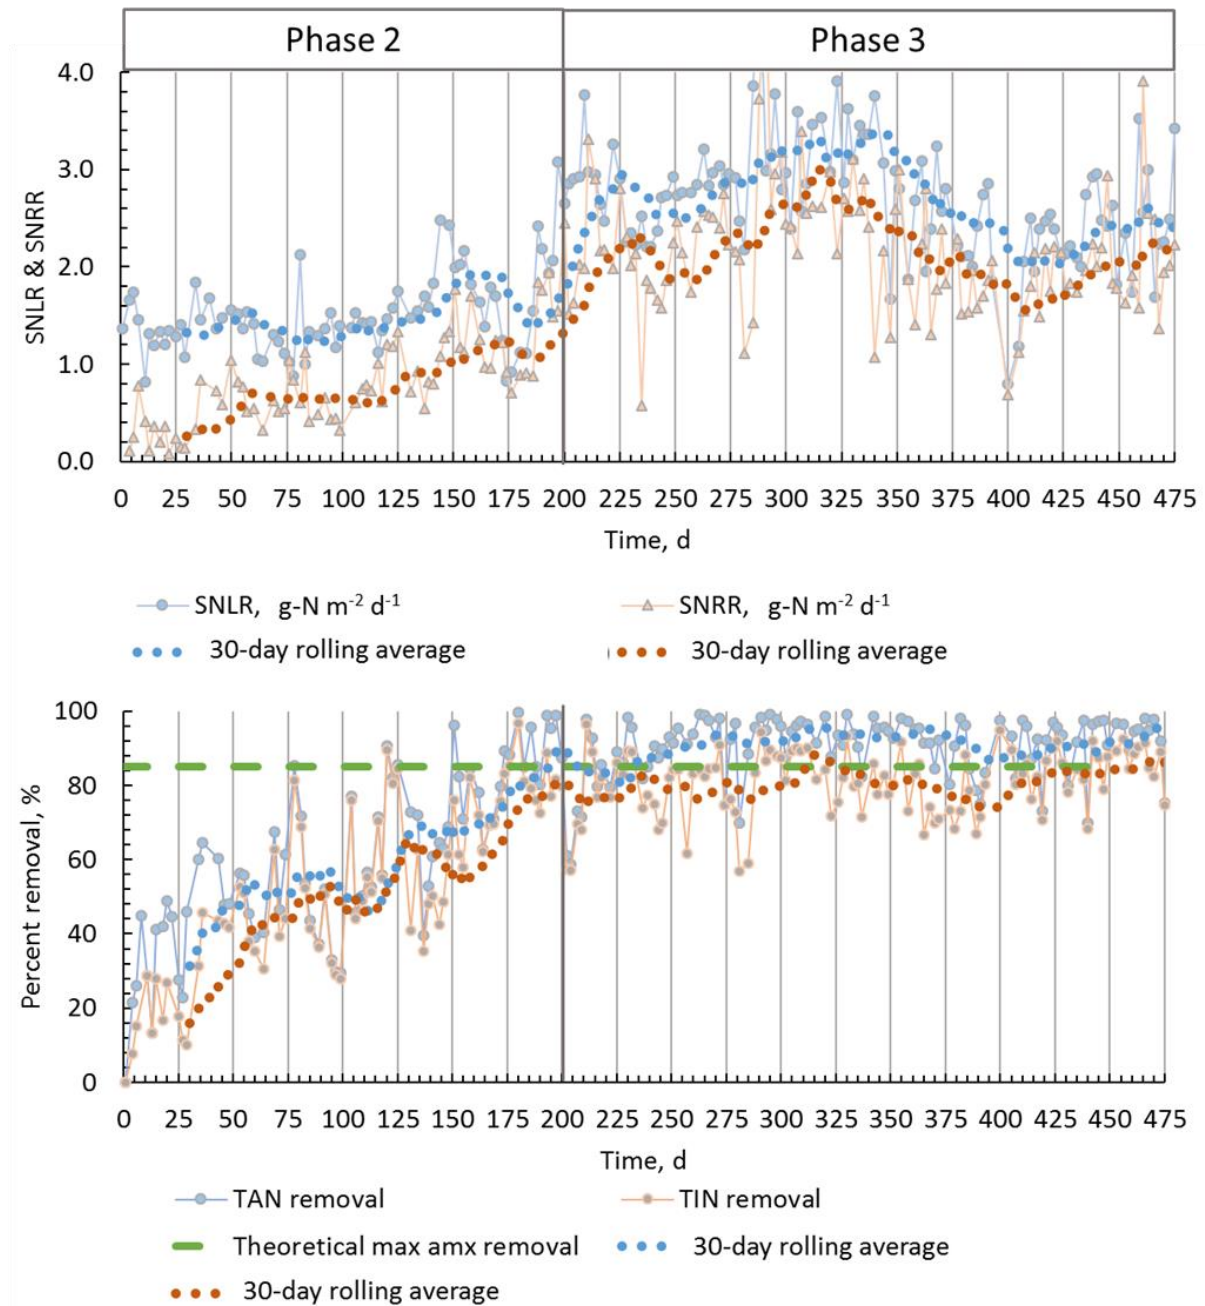 Phase 2 Phase 3
4.0
3.0
2.0
1.0
0.0
SNLR & SNRR
0 25 50 75 100 125 150 175 200 225 250 275 300 325 350 375 400 425 450 475
Time, d
SNLR, g-N m⁻² d⁻¹ SNRR, g-N m⁻² d⁻¹
30-day rolling average 30-day rolling average
100
80
60
40
20
0
Percent removal, %
0 25 50 75 100 125 150 175 200 225 250 275 300 325 350 375 400 425 450 475
Time, d
TAN removal TIN removal
Theoretical max amx removal 30-day rolling average
30-day rolling average